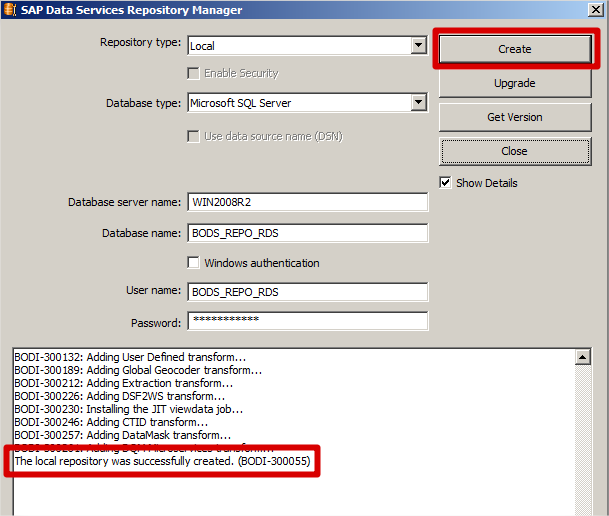 SAP Data Services Repository Manager
Repository type: Local
Create
Enable Security
Upgrade
Database type: Microsoft SQL Server
Get Version
Use data source name (DSN)
Close
Show Details
Database server name: WIN2008R2
Database name: BODS_REPO_RDS
Windows authentication
User name: BODS_REPO_RDS
Password: ***********
BODI-300132: Adding User Defined transform...
BODI-300189: Adding Global Geocoder transform...
BODI-300212: Adding Extraction transform...
BODI-300226: Adding DSF2WS transform...
BODI-300230: Installing the JIT viewdata job...
BODI-300246: Adding CTID transform...
BODI-300257: Adding DataMask transform...
Adding DQM Microservices transform...
The local repository was successfully created. (BODI-300055)